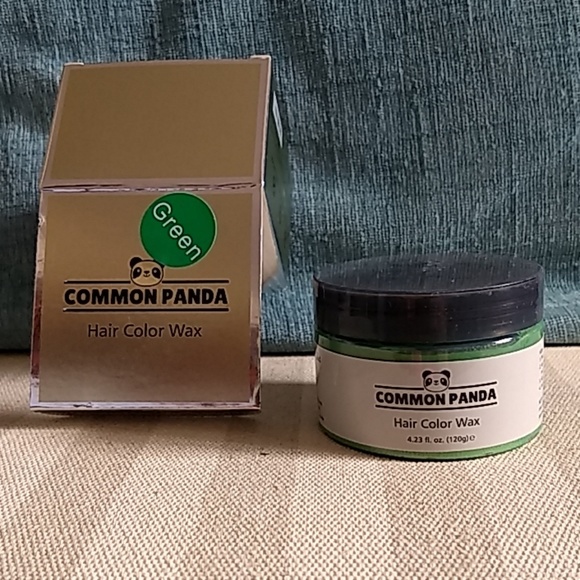 Green
COMMON PANDA
Hair Color Wax
COMMON PANDA
Hair Color Wax
4.23 fl. oz. (120g) ℮